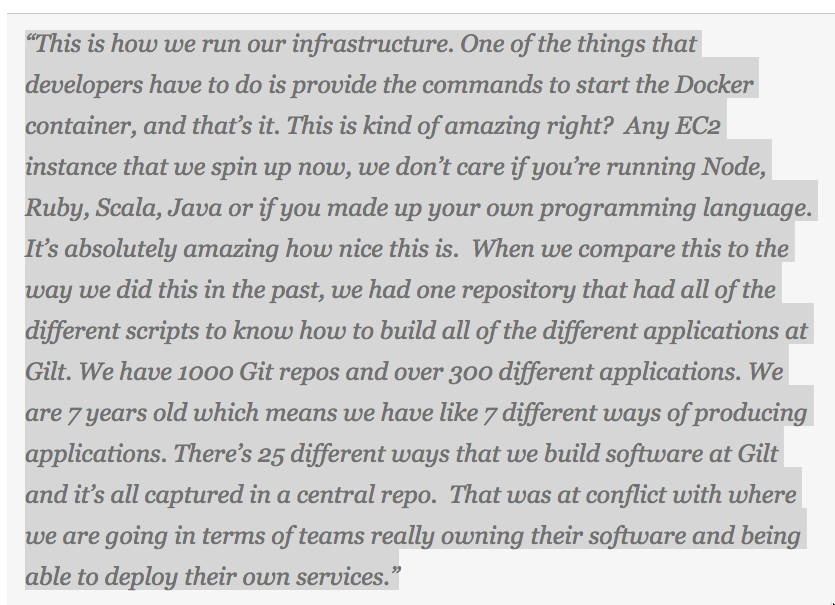 “This is how we run our infrastructure. One of the things that
developers have to do is provide the commands to start the Docker
container, and that’s it. This is kind of amazing right?  Any EC2
instance that we spin up now, we don’t care if you’re running Node,
Ruby, Scala, Java or if you made up your own programming language.
It’s absolutely amazing how nice this is.  When we compare this to the
way we did this in the past, we had one repository that had all of the
different scripts to know how to build all of the different applications at
Gilt. We have 1000 Git repos and over 300 different applications. We
are 7 years old which means we have like 7 different ways of producing
applications. There’s 25 different ways that we build software at Gilt
and it’s all captured in a central repo.  That was at conflict with where
we are going in terms of teams really owning their software and being
able to deploy their own services.”